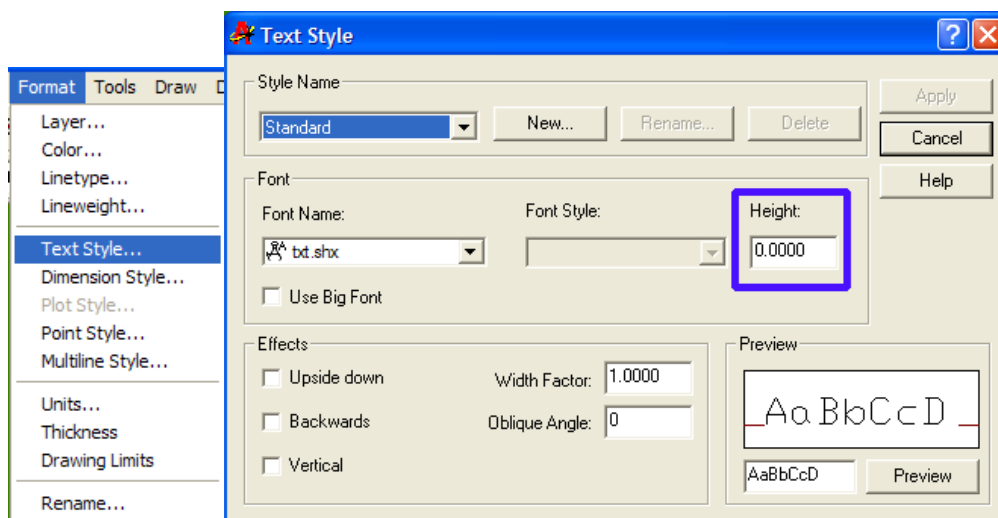 Text Style
Format Tools Draw
Layer...
Color...
Linetype...
Lineweight...
Text Style...
Dimension Style...
Plot Style...
Point Style...
Multiline Style...
Units...
Thickness
Drawing Limits
Rename...
Style Name
Standard
New...
Rename...
Delete
Apply
Cancel
Help
Font
Font Name:
Font Style:
Height:
txt.shx
0.0000
Use Big Font
Effects
Upside down
Width Factor: 1.0000
Backwards
Oblique Angle: 0
Vertical
Preview
AaBbCcD
AaBbCcD
Preview